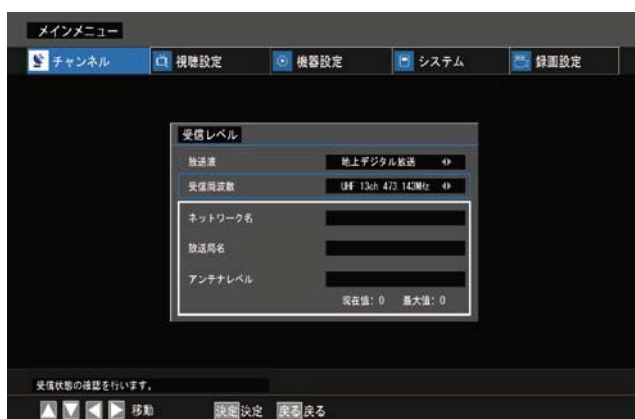 メインメニュー
チャンネル 視聴設定 機器設定 システム 録画設定
受信レベル
放送波 地上デジタル放送
受信周波数 UHF 13ch 473.143MHz
ネットワーク名
放送局名
アンテナレベル
現在値: 0 最大値: 0
受信状態の確認を行います。
移動 決定 決定 戻る 戻る